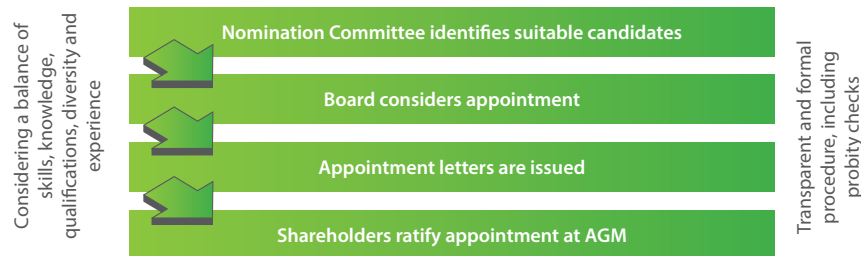 Considering a balance of
skills, knowledge,
qualifications, diversity and
experience
Nomination Committee identifies suitable candidates
Board considers appointment
Appointment letters are issued
Shareholders ratify appointment at AGM
Transparent and formal
procedure, including
probity checks